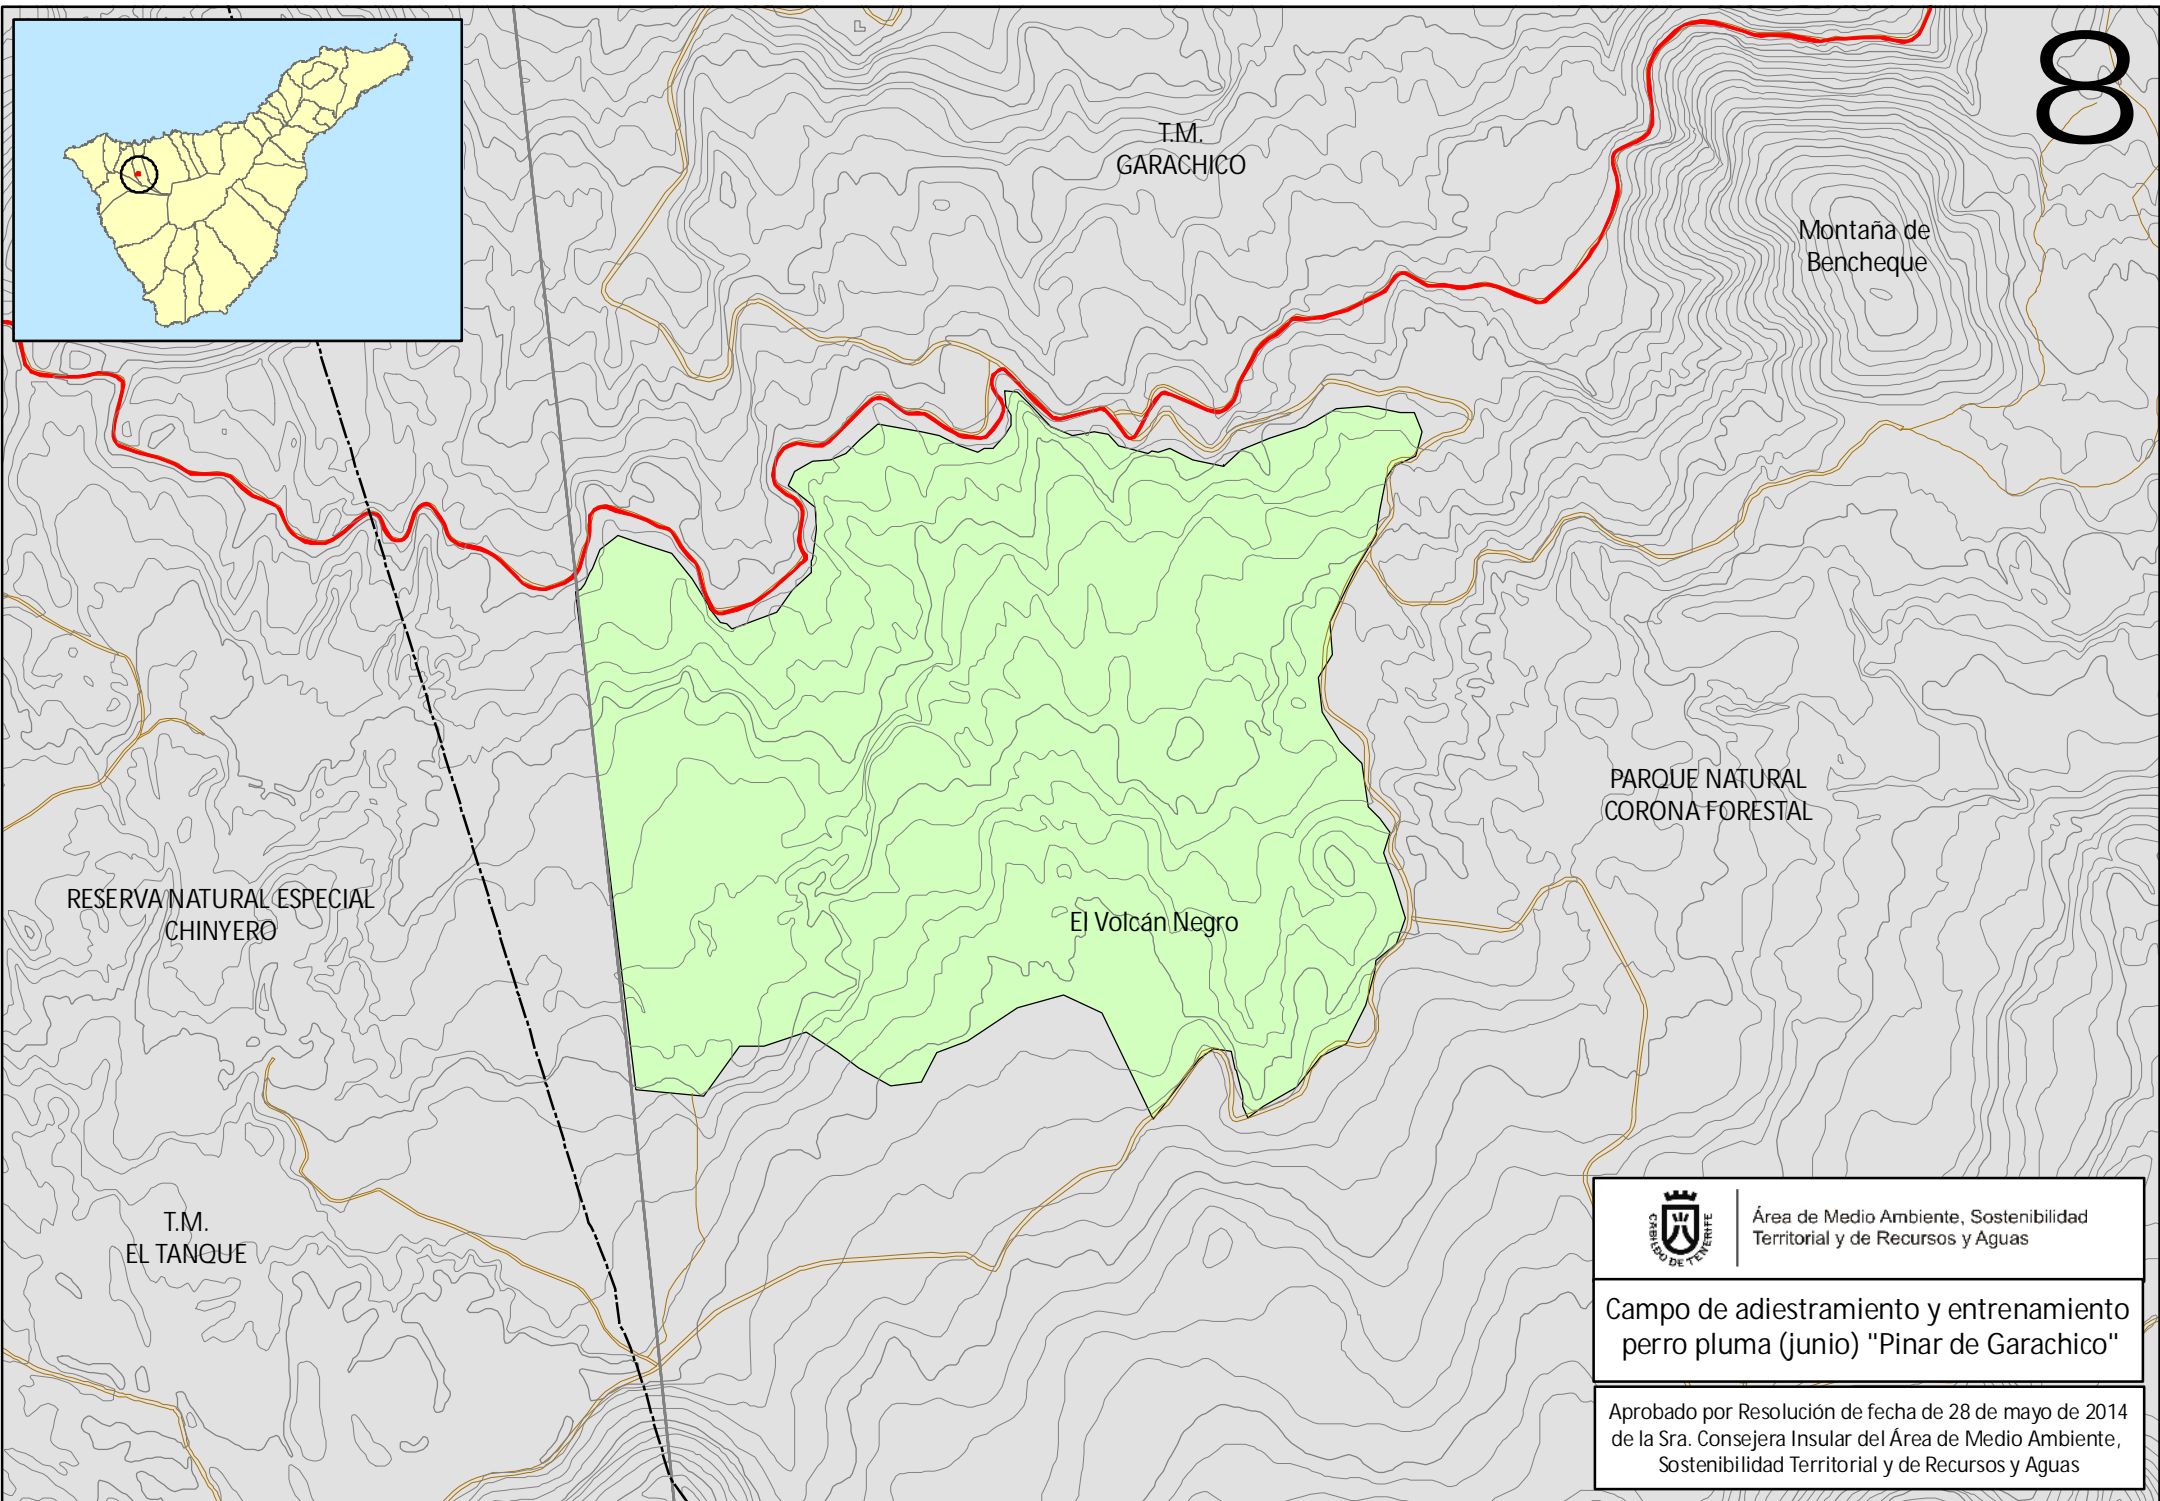 8
T.M.
GARACHICO
Montaña de
Bencheque
PARQUE NATURAL
CORONA FORESTAL
RESERVA NATURAL ESPECIAL
CHINYERO
El Volcán Negro
T.M.
EL TANQUE
CABILDO DE TENERIFE
Área de Medio Ambiente, Sostenibilidad
Territorial y de Recursos y Aguas
Campo de adiestramiento y entrenamiento
perro pluma (junio) "Pinar de Garachico"
Aprobado por Resolución de fecha de 28 de mayo de 2014
de la Sra. Consejera Insular del Área de Medio Ambiente,
Sostenibilidad Territorial y de Recursos y Aguas